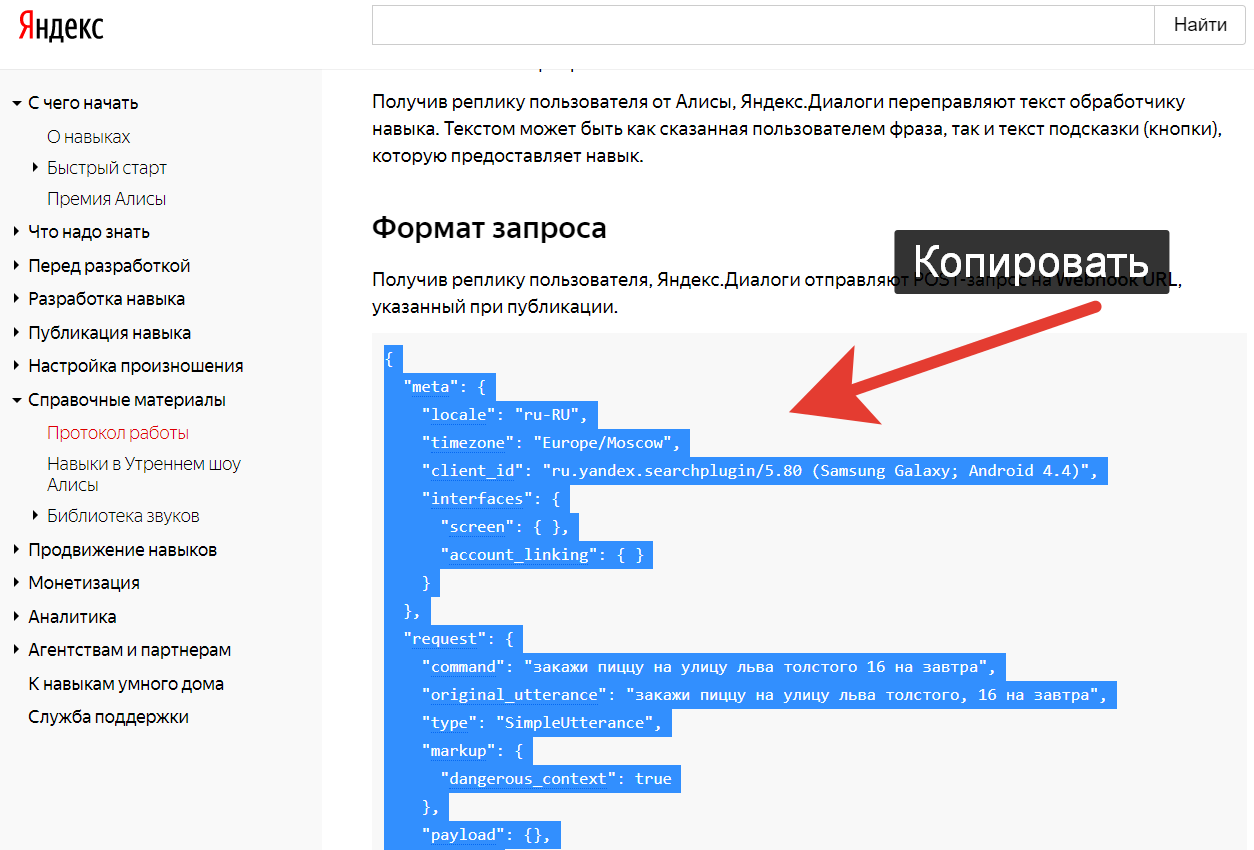 Яндекс
Найти
С чего начать
О навыках
Быстрый старт
Премия Алисы
Что надо знать
Перед разработкой
Разработка навыка
Публикация навыка
Настройка произношения
Справочные материалы
Протокол работы
Навыки в Утреннем шоу
Алисы
Библиотека звуков
Продвижение навыков
Монетизация
Аналитика
Агентствам и партнерам
К навыкам умного дома
Служба поддержки
Получив реплику пользователя от Алисы, Яндекс.Диалоги переправляют текст обработчику
навыка. Текстом может быть как сказанная пользователем фраза, так и текст подсказки (кнопки),
которую предоставляет навык.
Формат запроса
Копировать
Получив реплику пользователя, Яндекс.Диалоги отправляют POST-запрос на Webhook URL,
указанный при публикации.
{
"meta": {
"locale": "ru-RU",
"timezone": "Europe/Moscow",
"client_id": "ru.yandex.searchplugin/5.80 (Samsung Galaxy; Android 4.4)",
"interfaces": {
"screen": { },
"account_linking": { }
}
},
"request": {
"command": "закажи пиццу на улицу льва толстого 16 на завтра",
"original_utterance": "закажи пиццу на улицу льва толстого, 16 на завтра",
"type": "SimpleUtterance",
"markup": {
"dangerous_context": true
},
"payload": {},